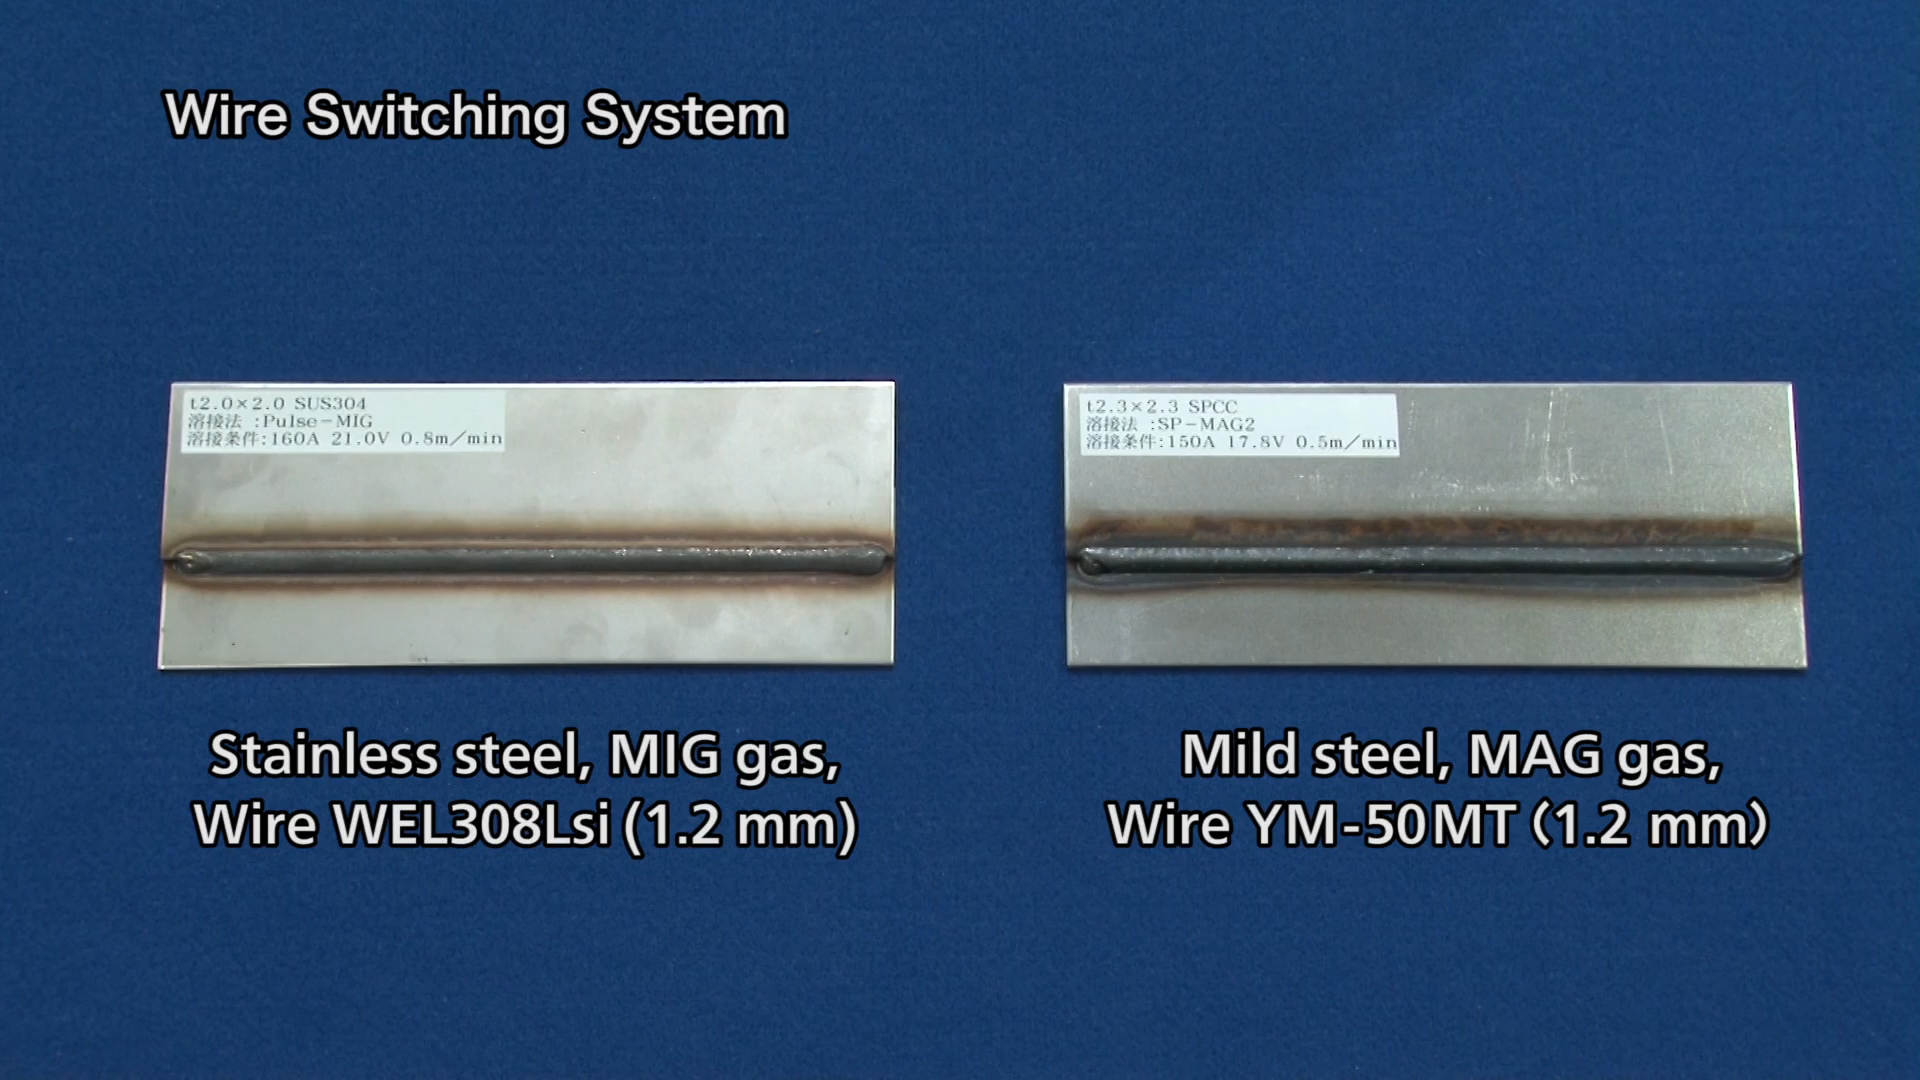 Wire Switching System
t2.0×2.0 SUS304
溶接法 :Pulse-MIG
溶接条件:160A 21.0V 0.8m/min
t2.3×2.3 SPCC
溶接法 :SP-MAG2
溶接条件:150A 17.8V 0.5m/min
Stainless steel, MIG gas,
Wire WEL308Lsi (1.2 mm)
Mild steel, MAG gas,
Wire YM-50MT (1.2 mm)